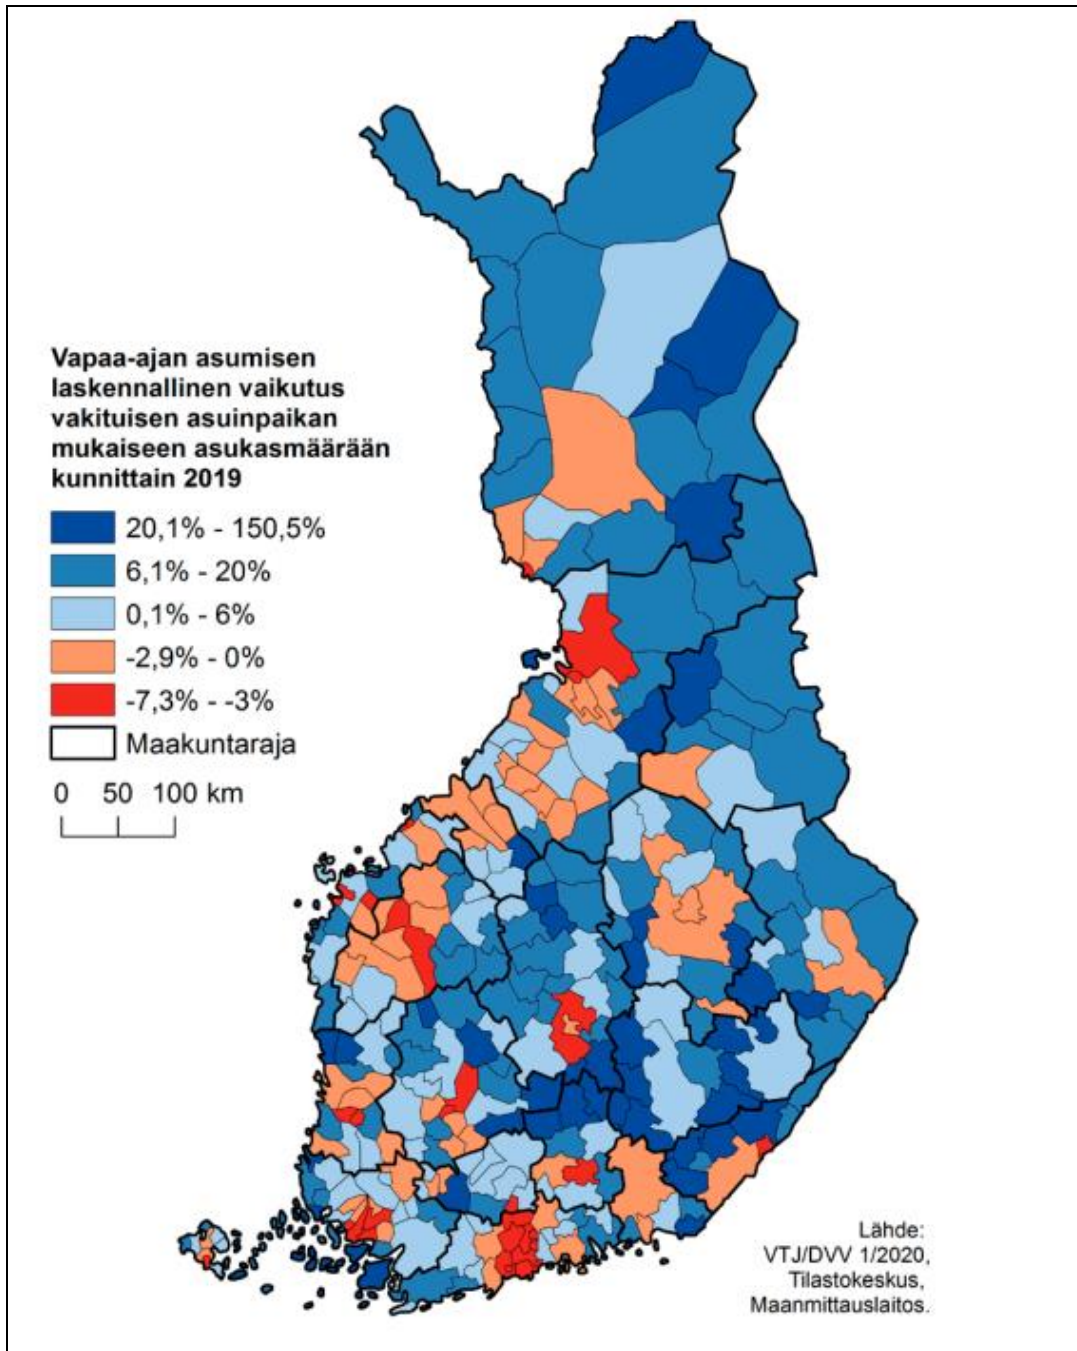 Vapaa-ajan asumisen
laskennallinen vaikutus
vakituisen asuinpaikan
mukaiseen asukasmäärään
kunnittain 2019
20,1% - 150,5%
6,1% - 20%
0,1% - 6%
-2,9% - 0%
-7,3% - -3%
Maakuntaraja
0 50 100 km
Lähde:
VTJ/DVV 1/2020,
Tilastokeskus,
Maanmittauslaitos.